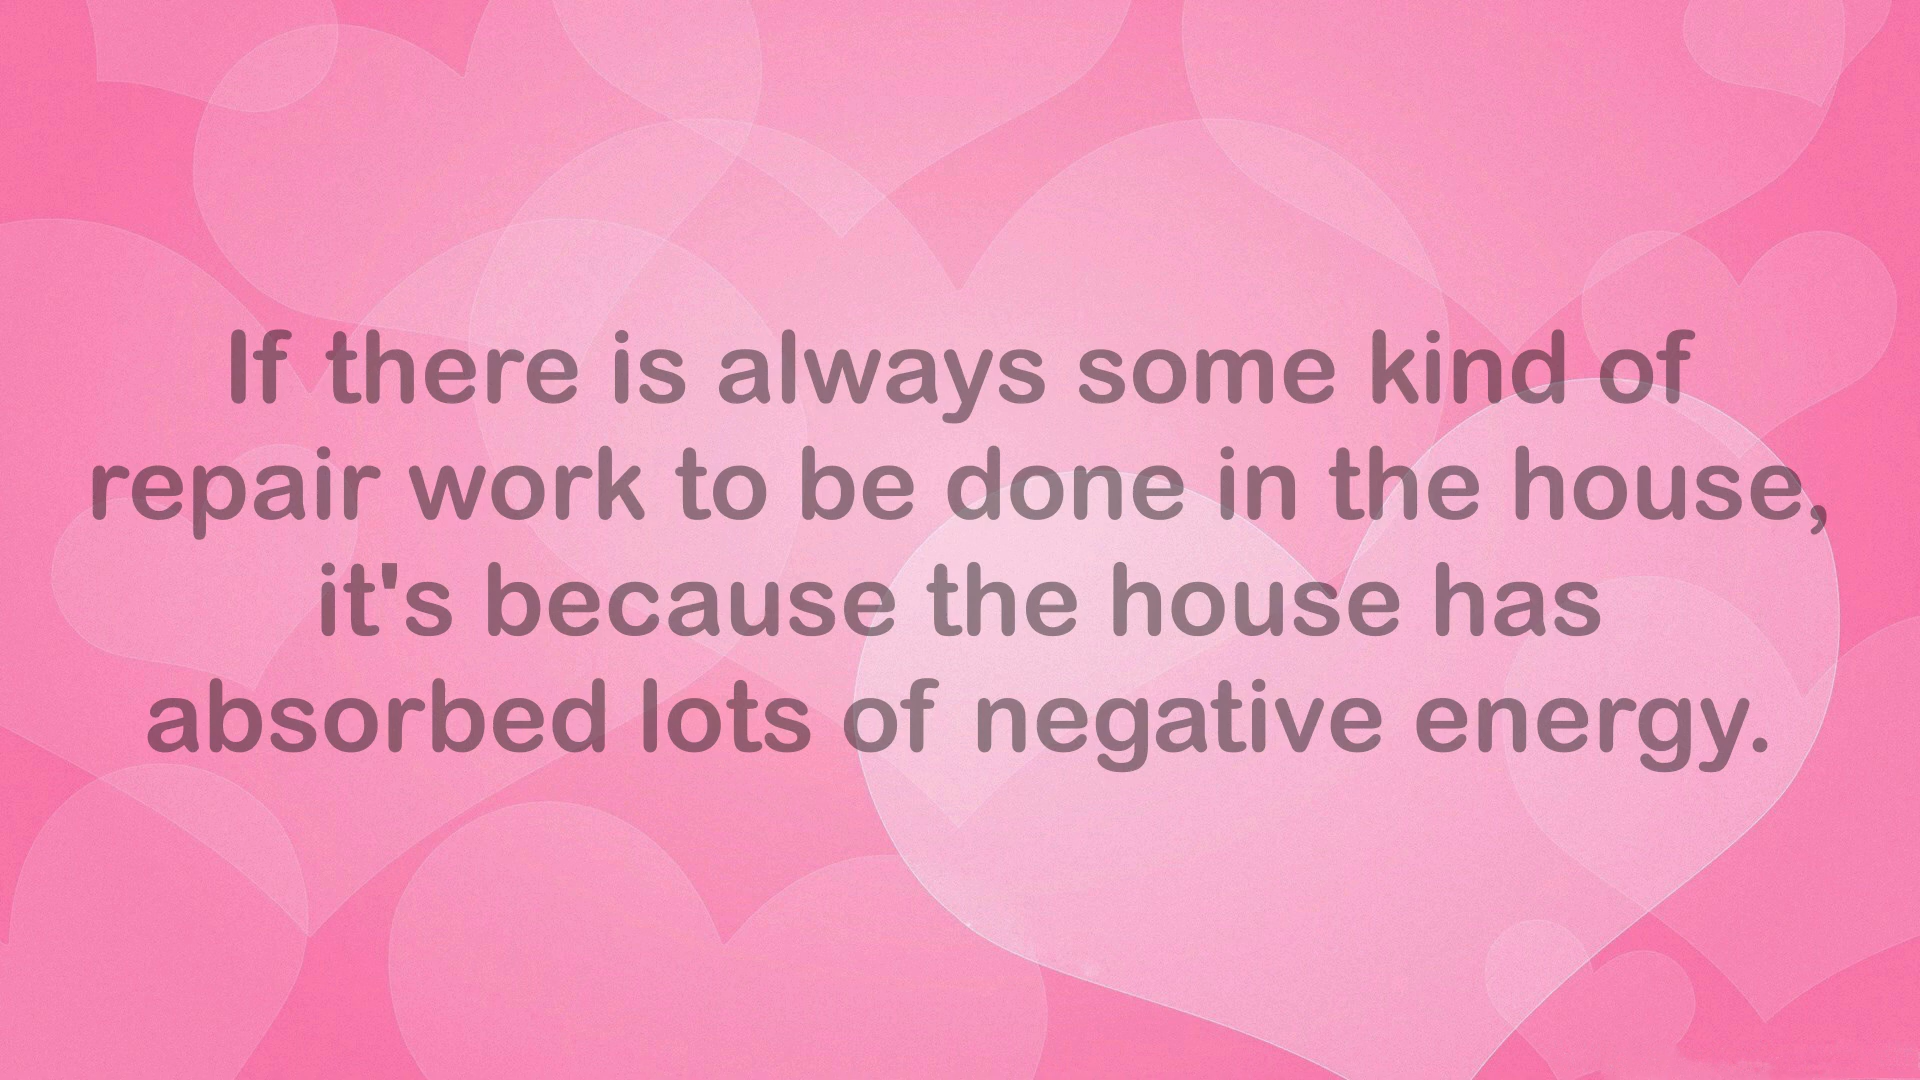 If there is always some kind of
repair work to be done in the house,
it's because the house has
absorbed lots of negative energy.